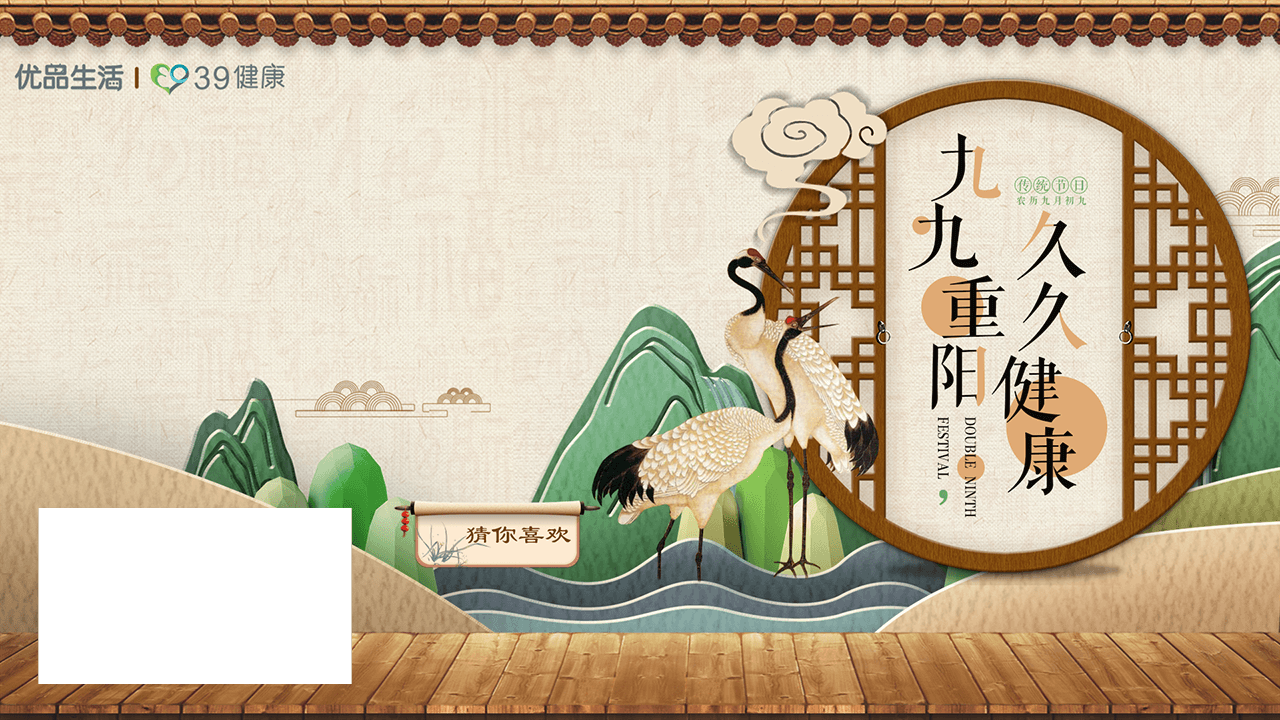 优品生活 | 39健康
九九重阳
久久健康
传统节日
农历九月初九
DOUBLE NINTH
FESTIVAL
猜你喜欢